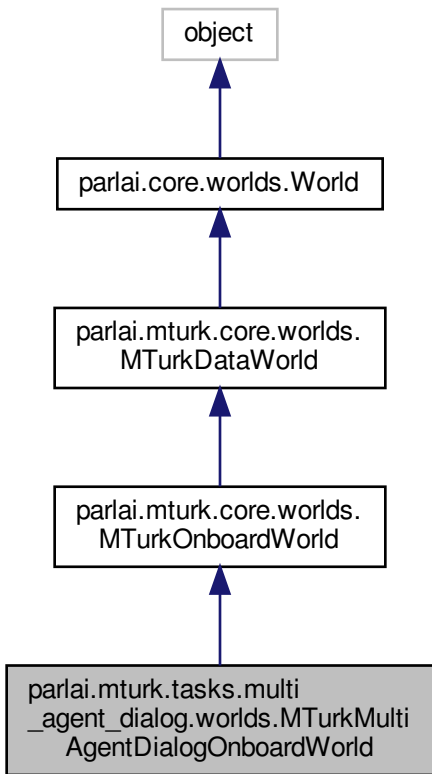 object
parlai.core.worlds.World
parlai.mturk.core.worlds.
MTurkDataWorld
parlai.mturk.core.worlds.
MTurkOnboardWorld
parlai.mturk.tasks.multi
_agent_dialog.worlds.MTurkMulti
AgentDialogOnboardWorld